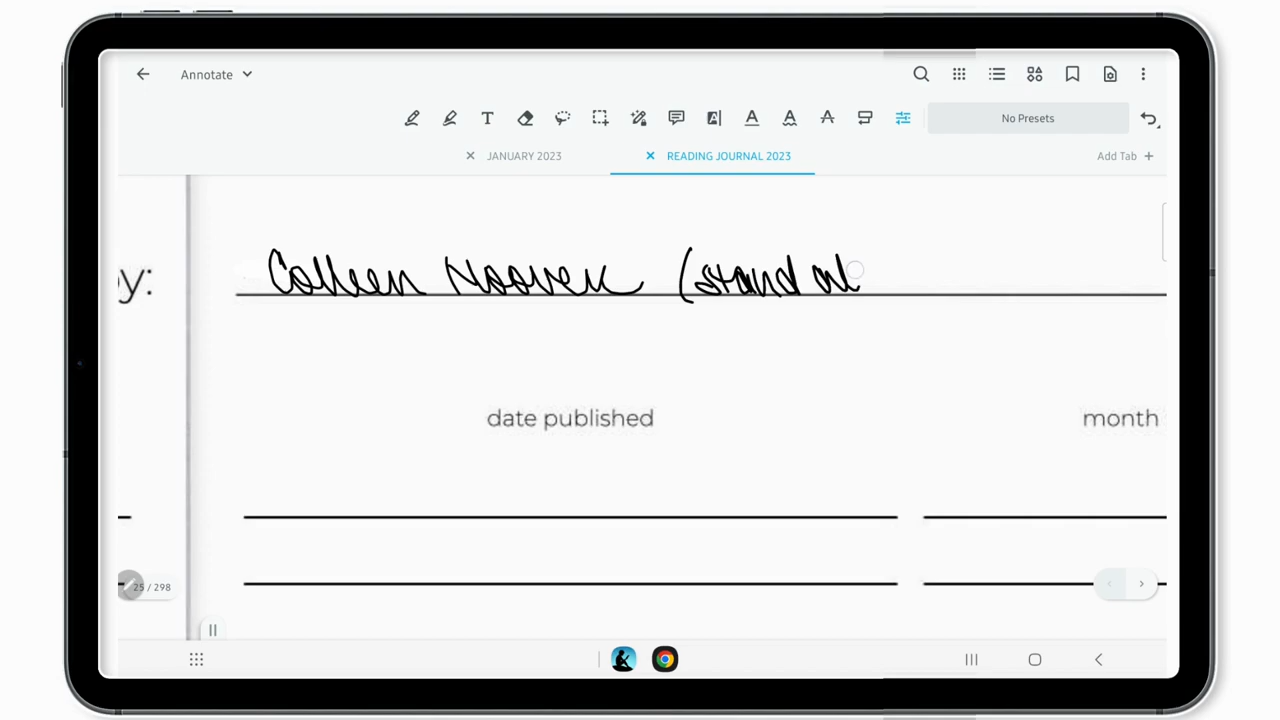 Annotate
T
No Presets
JANUARY 2023
READING JOURNAL 2023
Add Tab +
y:
Colleen Hoover (stand al
date published
month
25 / 298